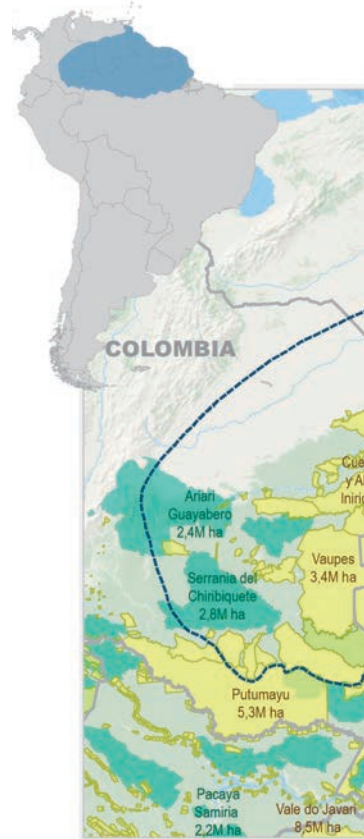 COLOMBIA
Ariari
Guayabero
2,4M ha
Vaupes
3,4M ha
Serrania del
Chiribiquete
2,8M ha
Putumayu
5,3M ha
Pacaya
Samiria
2,2M ha
Vale do Javari
8,5M ha